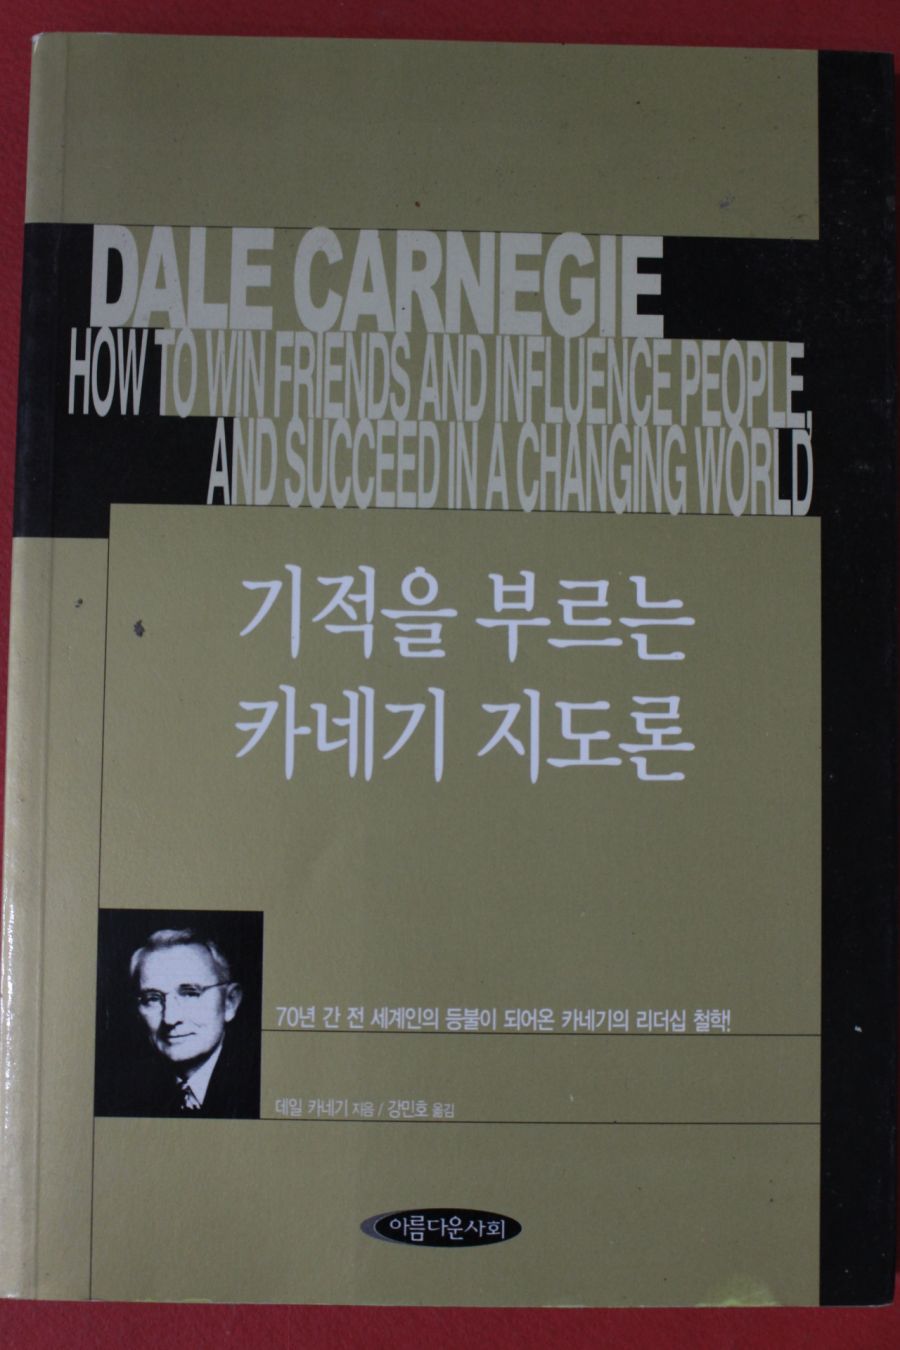 DALE CARNEGIE
HOW TO WIN FRIENDS AND INFLUENCE PEOPLE,
AND SUCCEED IN A CHANGING WORLD
기적을 부르는
카네기 지도론
70년 간 전 세계인의 등불이 되어온 카네기의 리더십 철학!
데일 카네기 지음 / 강민호 옮김
아름다운사회